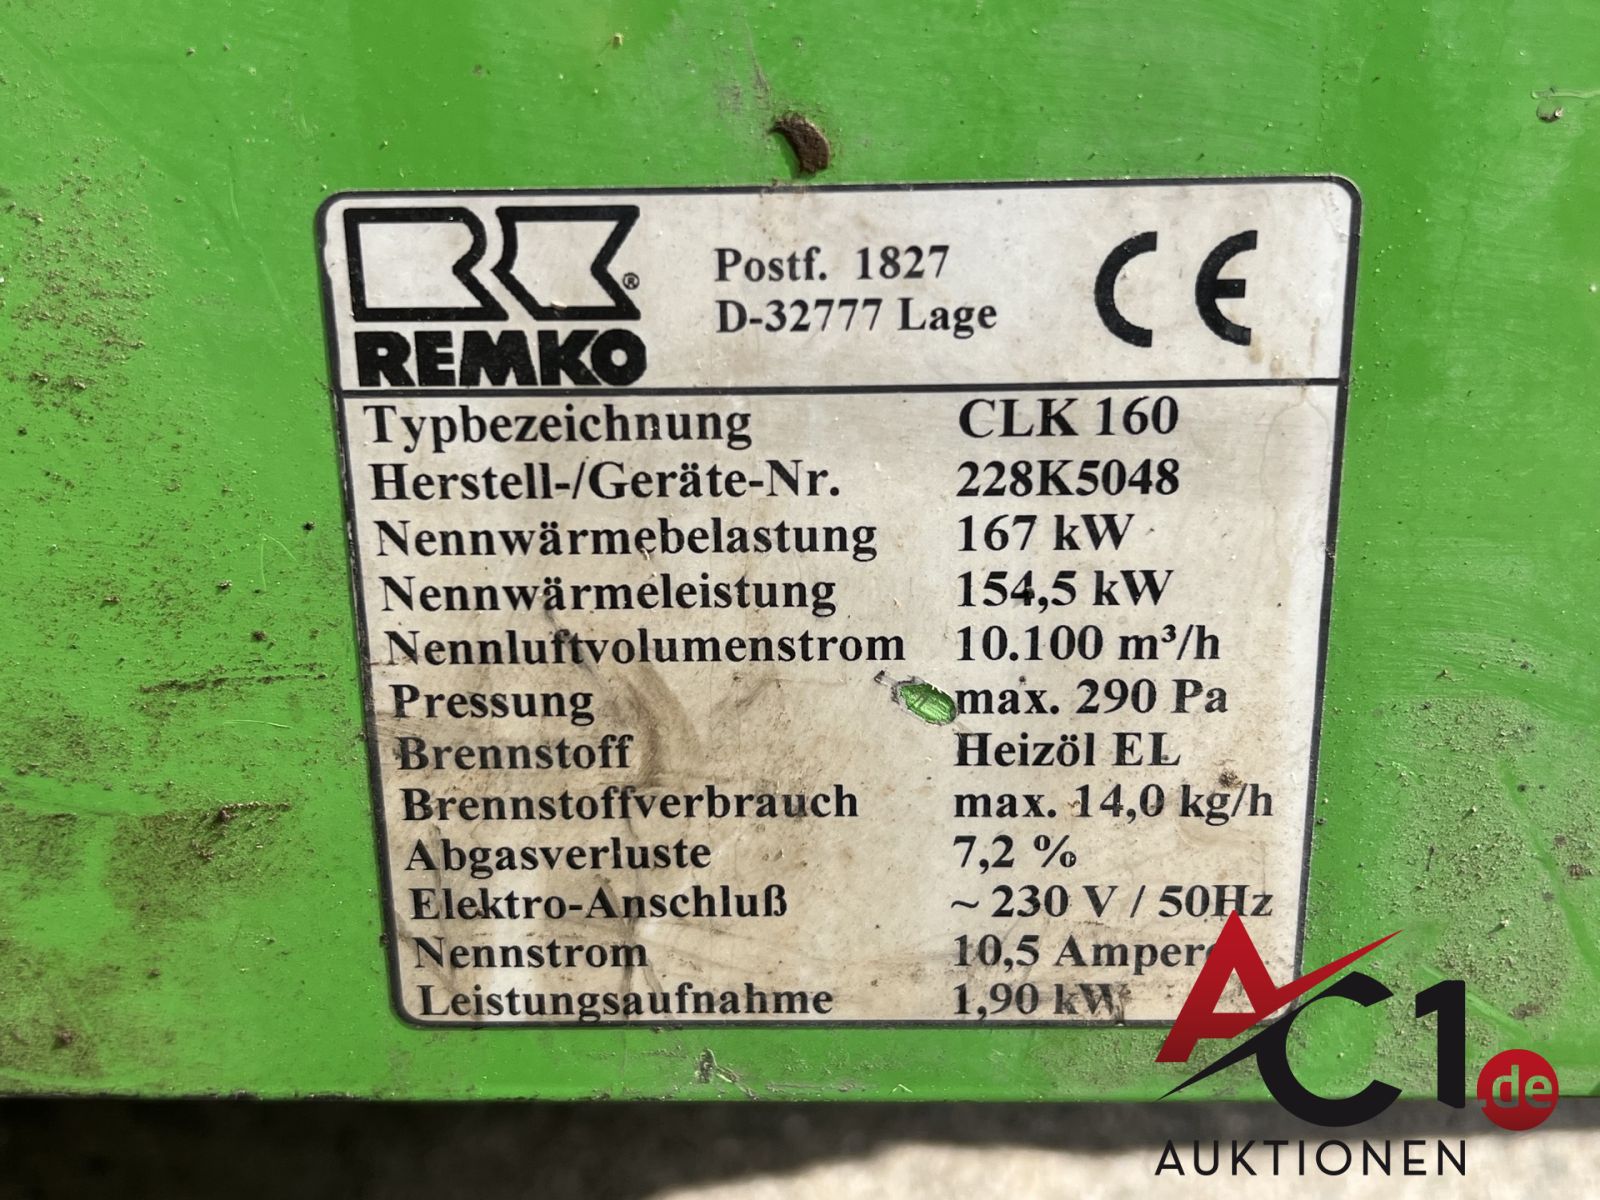 REMKO®
Postf. 1827
D-32777 Lage
CE
Typbezeichnung CLK 160
Herstell-/Geräte-Nr. 228K5048
Nennwärmebelastung 167 kW
Nennwärmeleistung 154,5 kW
Nennluftvolumenstrom 10.100 m³/h
Pressung max. 290 Pa
Brennstoff Heizöl EL
Brennstoffverbrauch max. 14,0 kg/h
Abgasverluste 7,2 %
Elektro-Anschluß ~ 230 V / 50Hz
Nennstrom 10,5 Ampere
Leistungsaufnahme 1,90 kW
AC1.de
AUKTIONEN